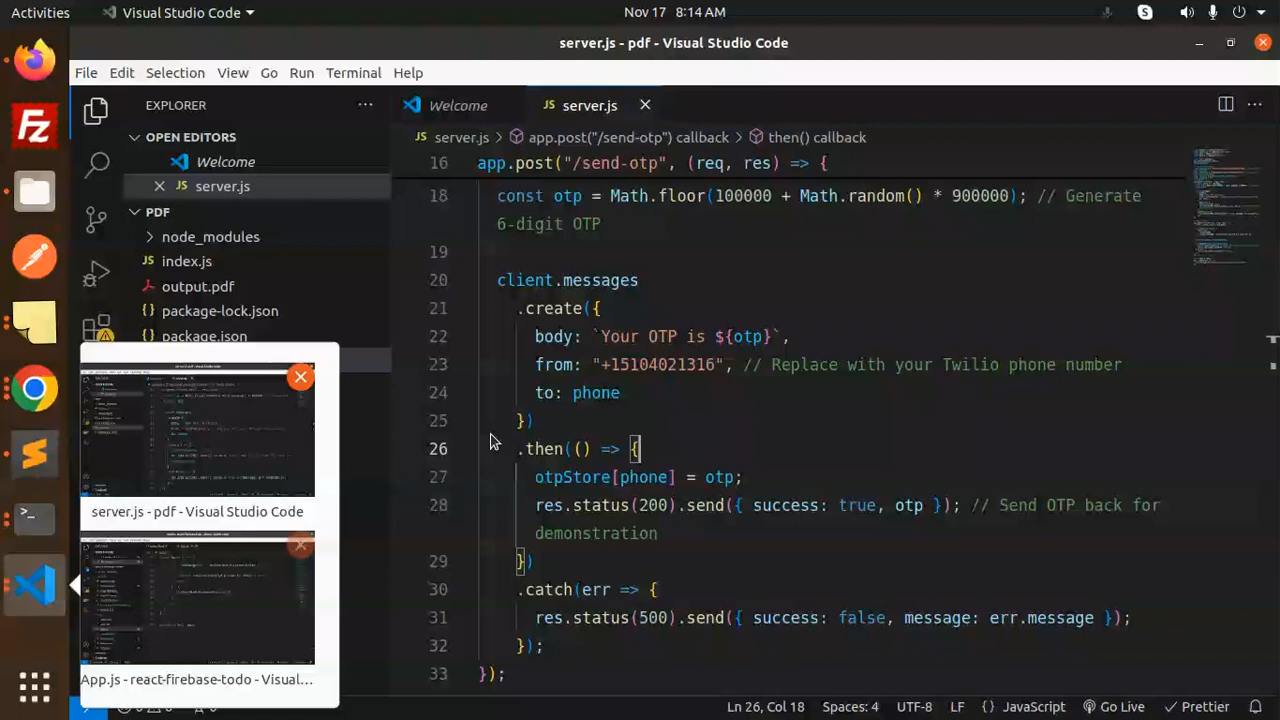 Activities
Visual Studio Code
Nov 17 8:14 AM
server.js - pdf - Visual Studio Code
File Edit Selection View Go Run Terminal Help
EXPLORER
Welcome
server.js
OPEN EDITORS
server.js > app.post("/send-otp") callback > then() callback
Welcome
server.js
PDF
node_modules
index.js
output.pdf
package-lock.json
package.json
16 app.post("/send-otp", (req, res) => {
18 const otp = Math.floor(100000 + Math.random() * 900000); // Generate
6-digit OTP
19
20 client.messages
21 .create({
22 body: `Your OTP is ${otp}`,
23 from: // Replace with your Twilio phone number
24 to: phone
25 })
26 .then(() => {
27 otpStore[phone] = otp;
28 res.status(200).send({ success: true, otp }); // Send OTP back for
demonstration
29 })
30 .catch(err => {
31 res.status(500).send({ success: false, message: err.message });
32 });
33 });
server.js - pdf - Visual Studio Code
App.js - react-firebase-todo - Visual...
Spaces: 4 UTF-8 LF {} JavaScript Go Live Prettier